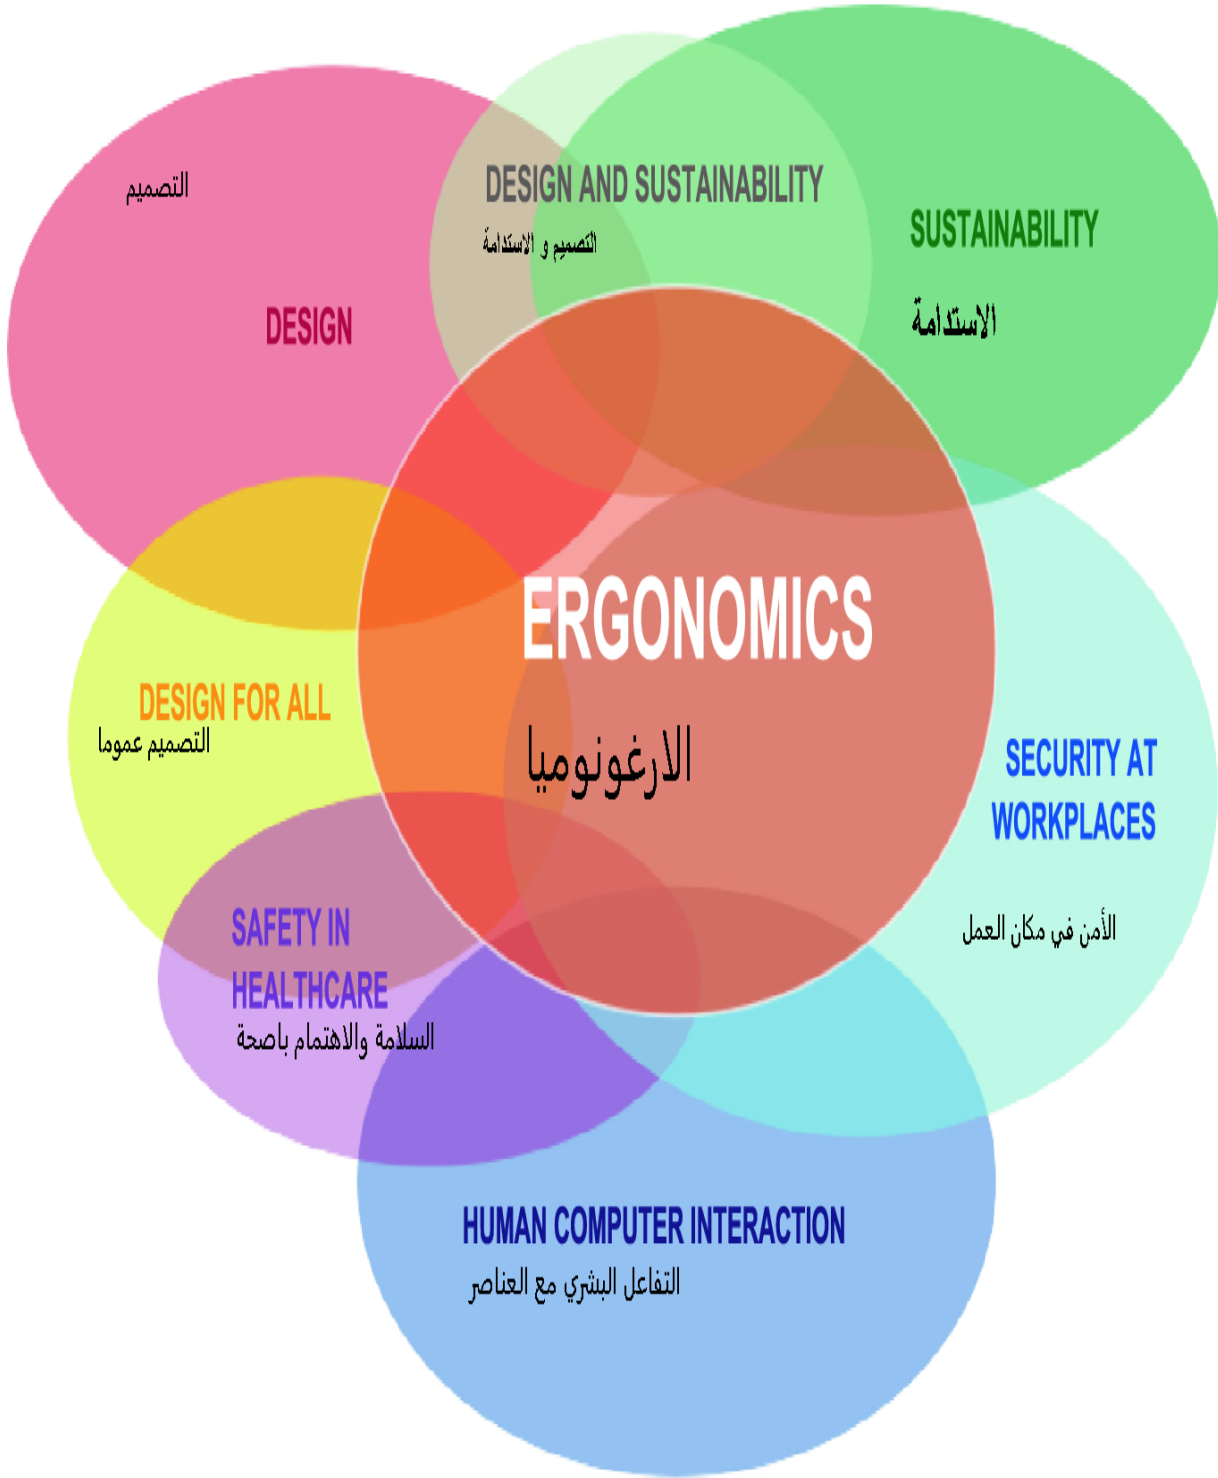 التصميم
DESIGN
DESIGN AND SUSTAINABILITY
التصميم و الاستدامة
SUSTAINABILITY
الاستدامة
ERGONOMICS
الارغونوميا
DESIGN FOR ALL
التصميم عموما
SECURITY AT
WORKPLACES
الأمن في مكان العمل
SAFETY IN
HEALTHCARE
السلامة والاهتمام باصحة
HUMAN COMPUTER INTERACTION
التفاعل البشري مع العناصر